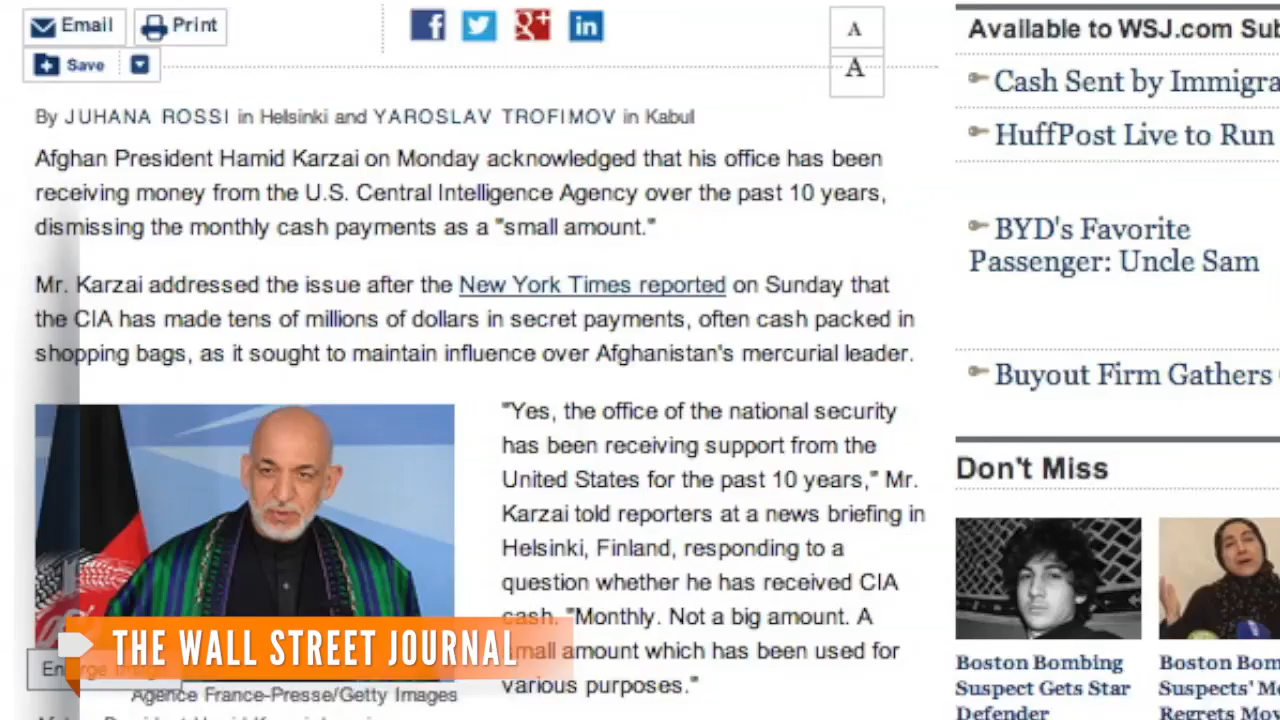 Email
Print
Save
A
A
By JUHANA ROSSI in Helsinki and YAROSLAV TROFIMOV in Kabul
Afghan President Hamid Karzai on Monday acknowledged that his office has been
receiving money from the U.S. Central Intelligence Agency over the past 10 years,
dismissing the monthly cash payments as a "small amount."
Mr. Karzai addressed the issue after the New York Times reported on Sunday that
the CIA has made tens of millions of dollars in secret payments, often cash packed in
shopping bags, as it sought to maintain influence over Afghanistan's mercurial leader.
"Yes, the office of the national security
has been receiving support from the
United States for the past 10 years," Mr.
Karzai told reporters at a news briefing in
Helsinki, Finland, responding to a
question whether he has received CIA
cash. "Monthly. Not a big amount. A
small amount which has been used for
various purposes."
THE WALL STREET JOURNAL
Agence France-Presse/Getty Images
Available to WSJ.com Sub
Cash Sent by Immigra
HuffPost Live to Run
BYD's Favorite
Passenger: Uncle Sam
Buyout Firm Gathers
Don't Miss
Boston Bombing
Suspect Gets Star
Defender
Boston Bom
Suspects' Mo
Regrets Mov